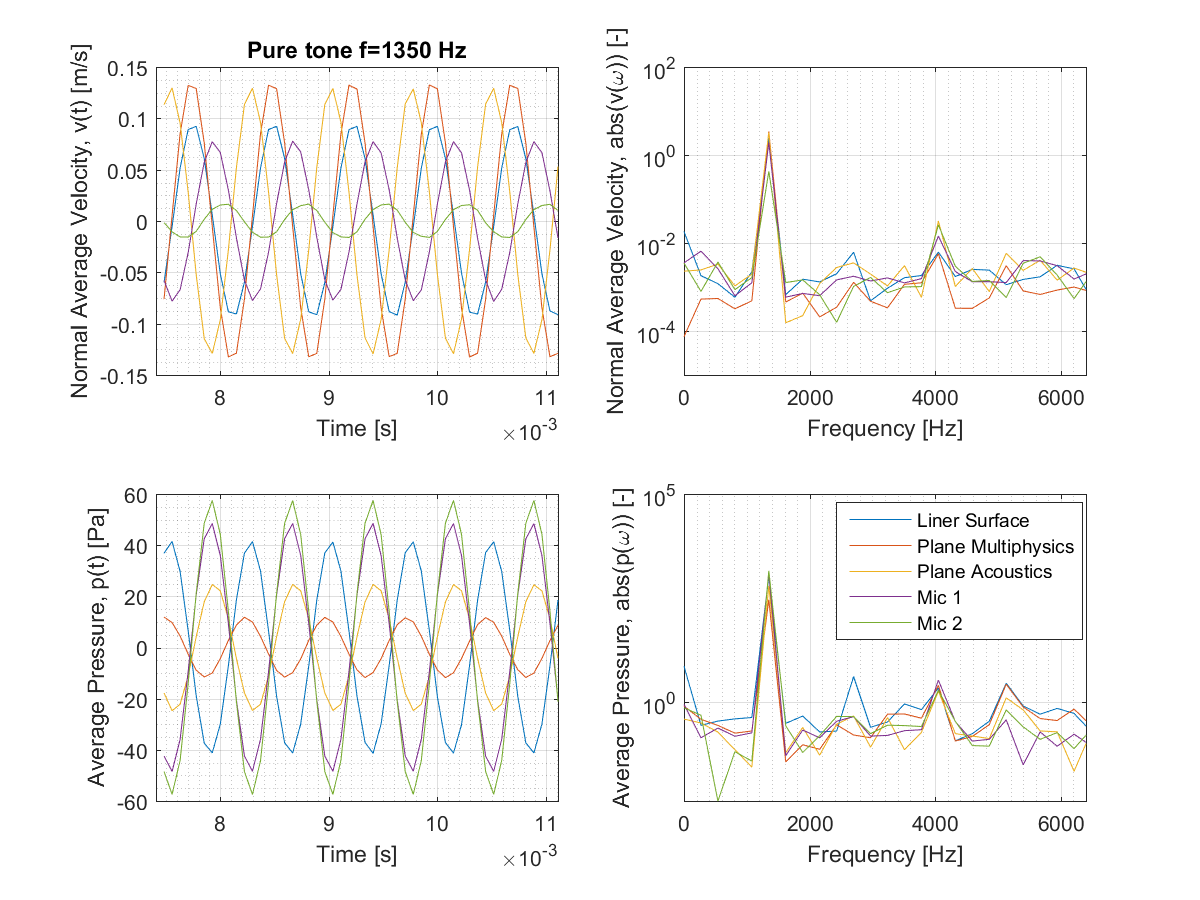 Pure tone f=1350 Hz
Normal Average Velocity, v(t) [m/s]
0.15
0.1
0.05
0
-0.05
-0.1
-0.15
8
9
10
11
Time [s]
×10^-3
Normal Average Velocity, abs(v(ω)) [-]
10^2
10^0
10^-2
10^-4
0
2000
4000
6000
Frequency [Hz]
Average Pressure, p(t) [Pa]
60
40
20
0
-20
-40
-60
8
9
10
11
Time [s]
×10^-3
Average Pressure, abs(p(ω)) [-]
10^5
10^0
Liner Surface
Plane Multiphysics
Plane Acoustics
Mic 1
Mic 2
0
2000
4000
6000
Frequency [Hz]